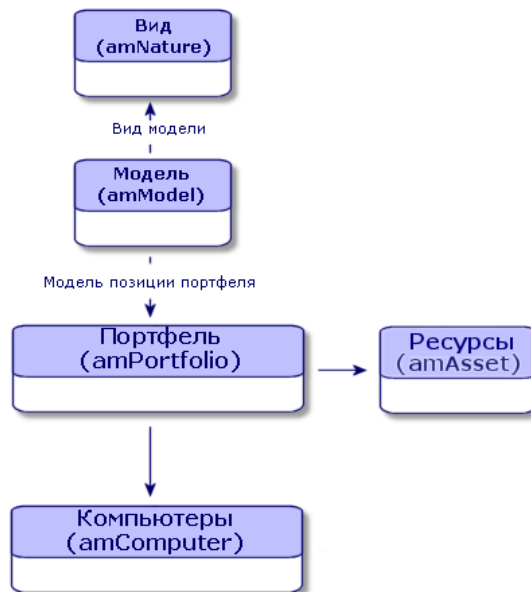 Вид
(amNature)
Вид модели
Модель
(amModel)
Модель позиции портфеля
Портфель
(amPortfolio)
Ресурсы
(amAsset)
Компьютеры
(amComputer)